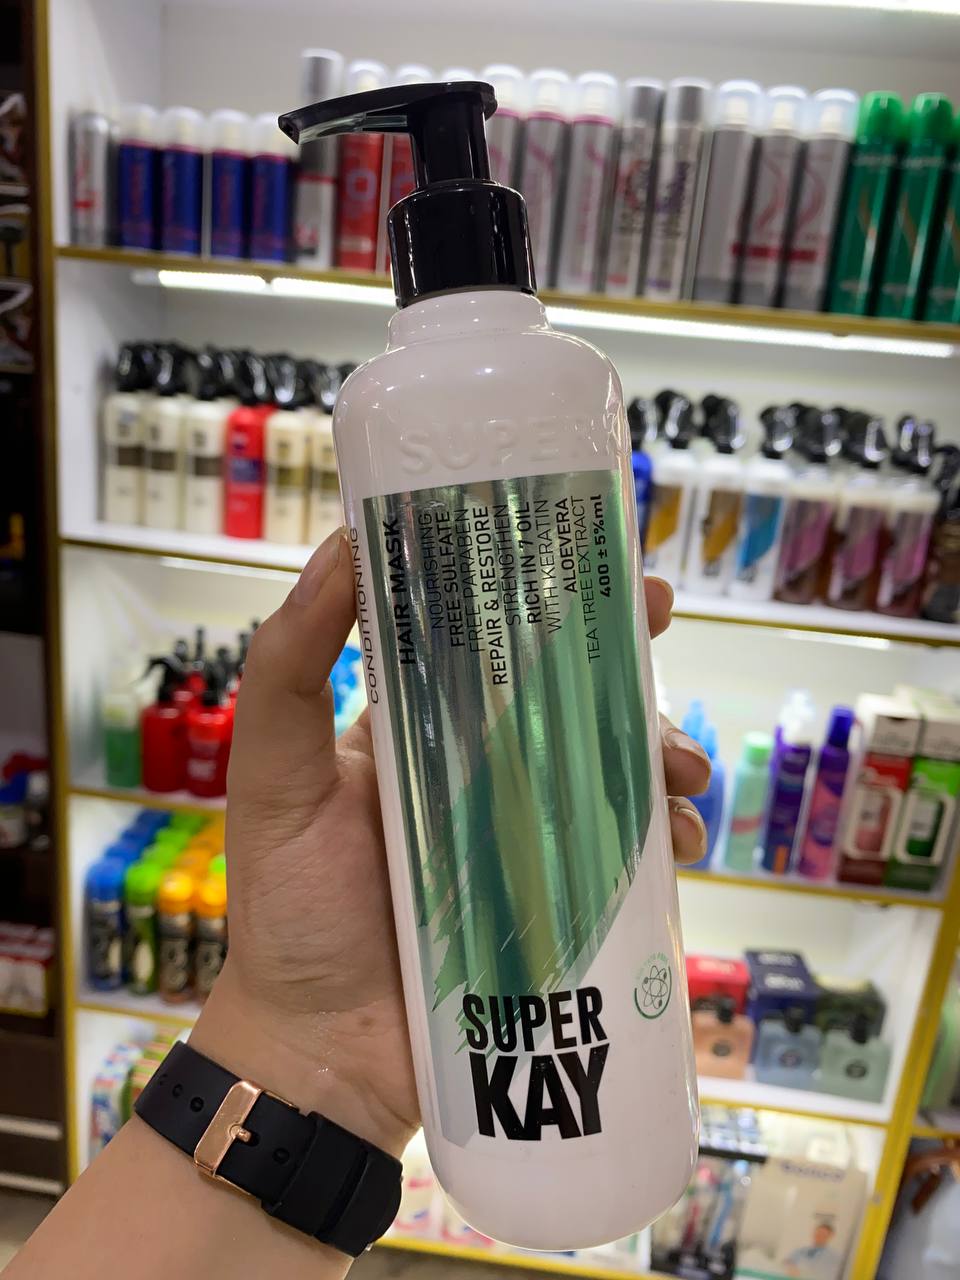 SUPER
CONDITIONING
HAIR MASK
NOURISHING
FREE SULFATE
FREE PARABEN
REPAIR & RESTORE
STRENGTHEN
RICH IN 7 OIL
WITH KERATIN
ALOEVERA
TEA TREE EXTRACT
400 ± 5%ml
SUPER
KAY